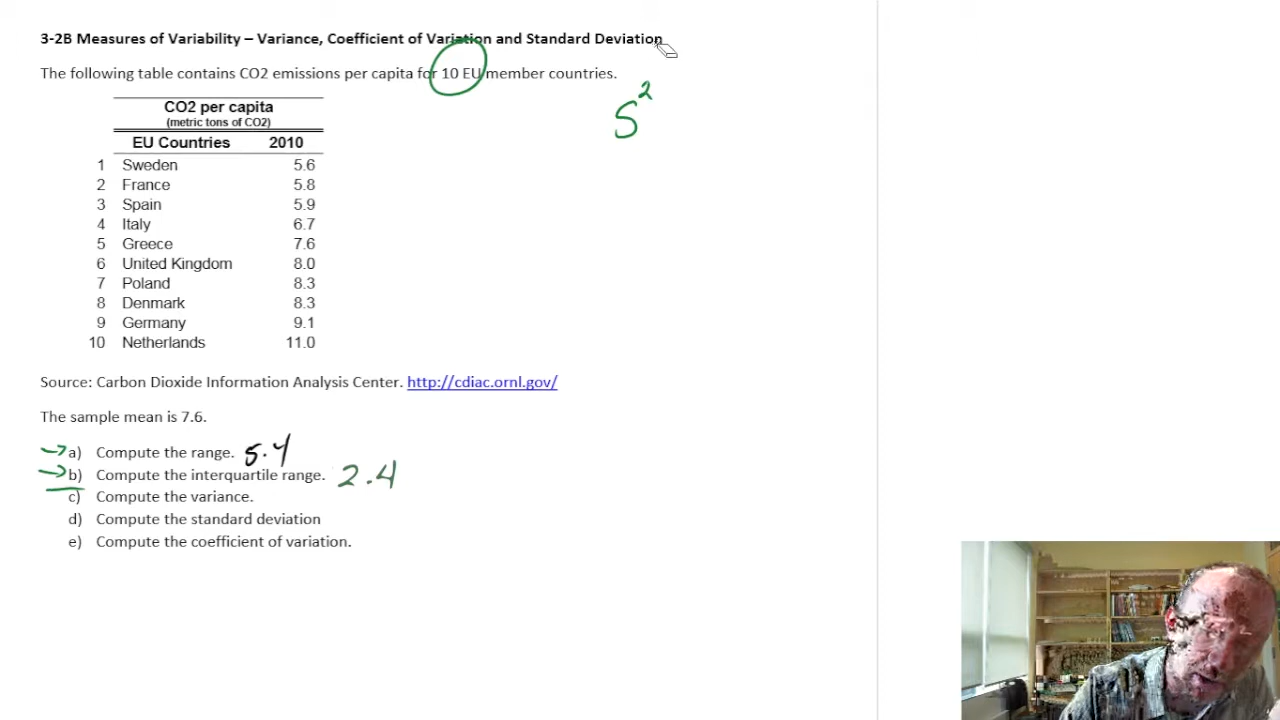 3-2B Measures of Variability – Variance, Coefficient of Variation and Standard Deviation
The following table contains CO2 emissions per capita for 10 EU member countries.
S²
CO2 per capita
(metric tons of CO2)
EU Countries 2010
1 Sweden 5.6
2 France 5.8
3 Spain 5.9
4 Italy 6.7
5 Greece 7.6
6 United Kingdom 8.0
7 Poland 8.3
8 Denmark 8.3
9 Germany 9.1
10 Netherlands 11.0
Source: Carbon Dioxide Information Analysis Center. http://cdiac.ornl.gov/
The sample mean is 7.6.
→ a) Compute the range. 5.4
→ b) Compute the interquartile range. 2.4
c) Compute the variance.
d) Compute the standard deviation
e) Compute the coefficient of variation.